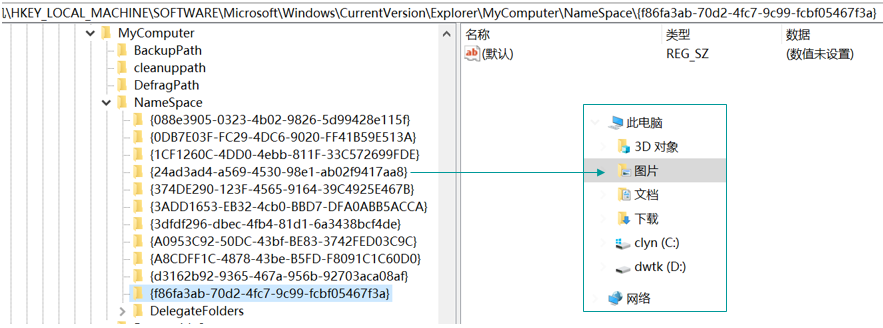 \HKEY_LOCAL_MACHINE\SOFTWARE\Microsoft\Windows\CurrentVersion\Explorer\MyComputer\NameSpace\{f86fa3ab-70d2-4fc7-9c99-fcbf05467f3a}
MyComputer
BackupPath
cleanuppath
DefragPath
NameSpace
{088e3905-0323-4b02-9826-5d99428e115f}
{0DB7E03F-FC29-4DC6-9020-FF41B59E513A}
{1CF1260C-4DD0-4ebb-811F-33C572699FDE}
{24ad3ad4-a569-4530-98e1-ab02f9417aa8}
{374DE290-123F-4565-9164-39C4925E467B}
{3ADD1653-EB32-4cb0-BBD7-DFA0ABB5ACCA}
{3dfdf296-dbec-4fb4-81d1-6a3438bcf4de}
{A0953C92-50DC-43bf-BE83-3742FED03C9C}
{A8CDFF1C-4878-43be-B5FD-F8091C1C60D0}
{d3162b92-9365-467a-956b-92703aca08af}
{f86fa3ab-70d2-4fc7-9c99-fcbf05467f3a}
DelegateFolders
名称 类型 数据
ab (默认) REG_SZ (数值未设置)
此电脑
3D 对象
图片
文档
下载
clyn (C:)
dwtk (D:)
网络